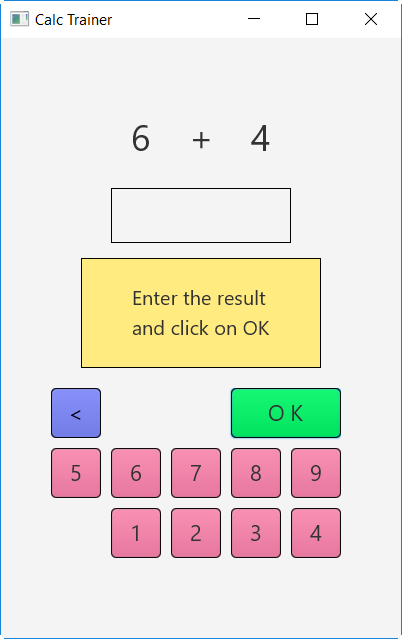 Calc Trainer
6 + 4
Enter the result
and click on OK
< O K
5 6 7 8 9
1 2 3 4